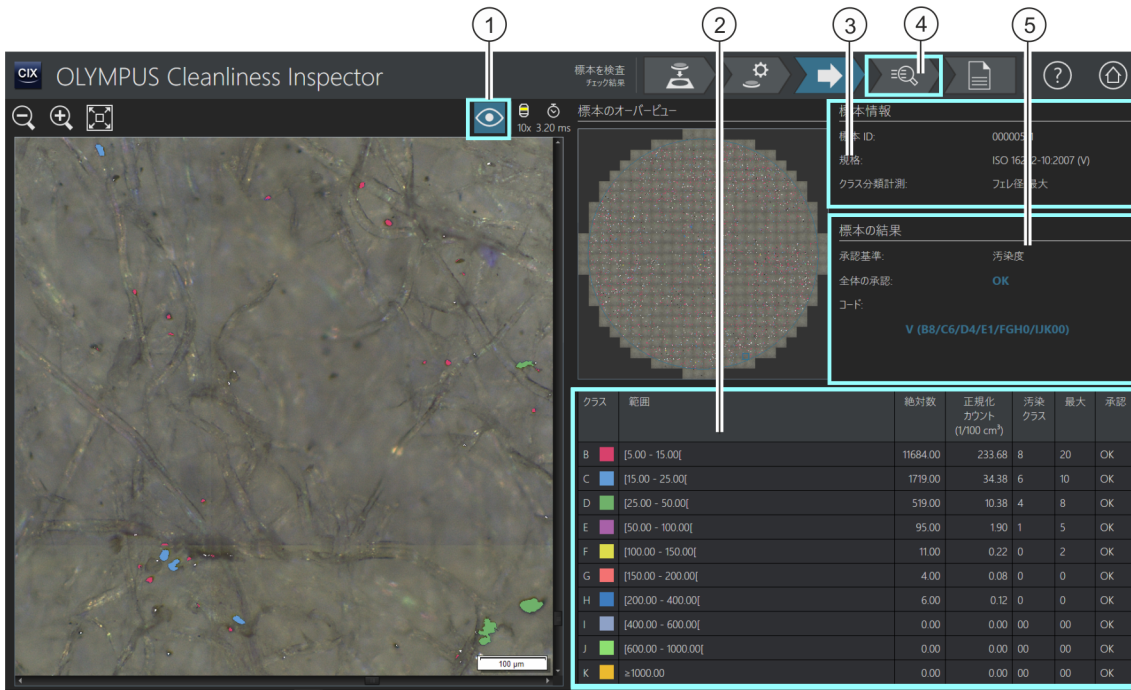 1
2
3
4
5
CIX
OLYMPUS Cleanliness Inspector
標本を検査
チェック結果
?
10x 3.20 ms
標本のオーバービュー
標本情報
標本 ID:
規格:
クラス分類計測:
標本の結果
承認基準: 汚染度
全体の承認: OK
コード:
V (B8/C6/D4/E1/FGH0/IJK00)
クラス 範囲 絶対数 正規化 汚染 最大 承認
カウント クラス
(1/100 cm³)
B [5.00 - 15.00[ 11684.00 233.68 8 20 OK
C [15.00 - 25.00[ 1719.00 34.38 6 10 OK
D [25.00 - 50.00[ 519.00 10.38 4 8 OK
E [50.00 - 100.00[ 95.00 1.90 1 5 OK
F [100.00 - 150.00[ 11.00 0.22 0 2 OK
G [150.00 - 200.00[ 4.00 0.08 0 0 OK
H [200.00 - 400.00[ 6.00 0.12 0 0 OK
I [400.00 - 600.00[ 0.00 0.00 00 00 OK
J [600.00 - 1000.00[ 0.00 0.00 00 00 OK
K ≥1000.00 0.00 0.00 00 00 OK
100 µm